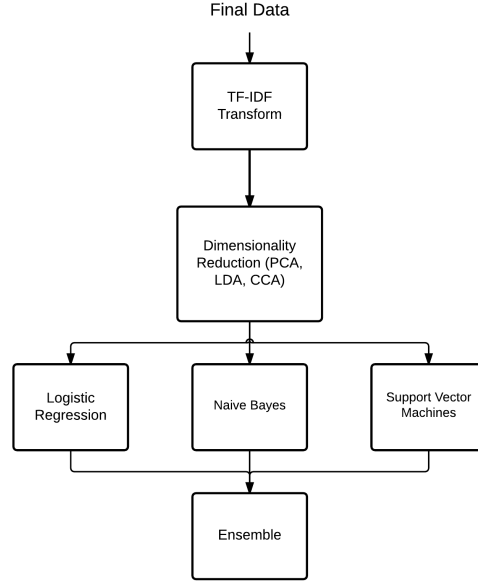 Final Data
TF-IDF
Transform
Dimensionality
Reduction (PCA,
LDA, CCA)
Logistic
Regression
Naive Bayes
Support Vector
Machines
Ensemble